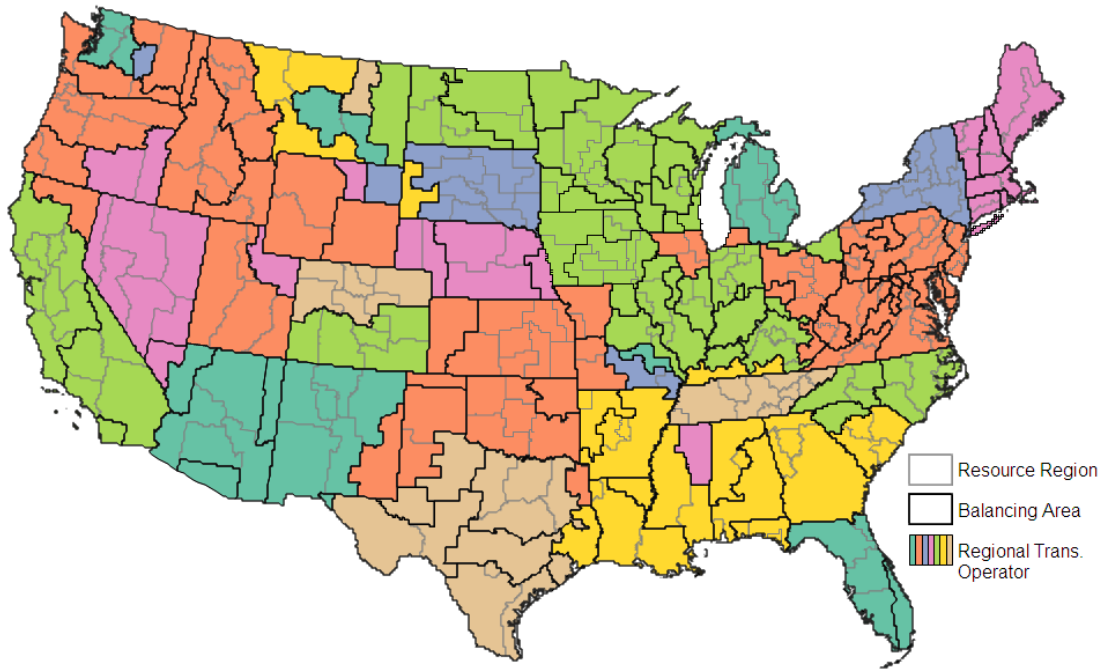 Resource Region
Balancing Area
Regional Trans.
Operator